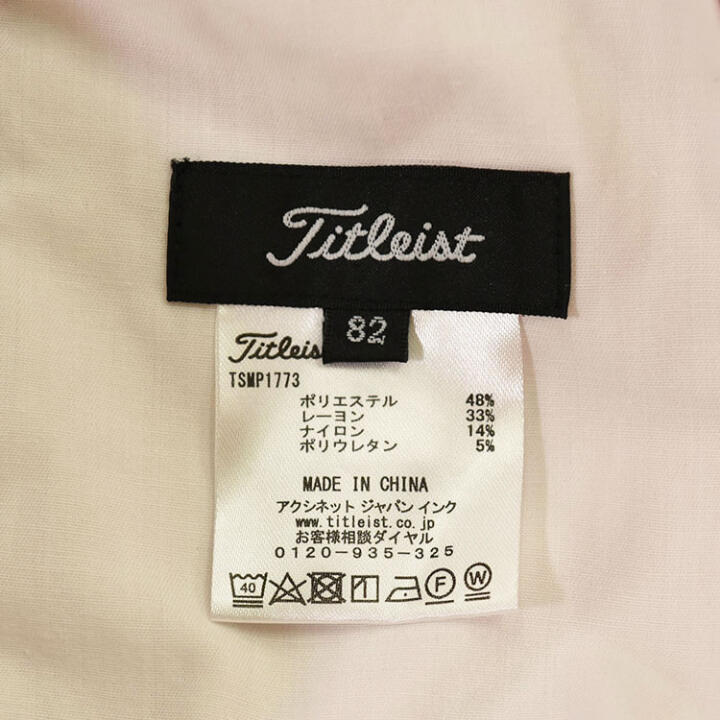 Titleist
82
Titleis
TSMP1773
ポリエステル 48%
レーヨン 33%
ナイロン 14%
ポリウレタン 5%
MADE IN CHINA
アクシネット ジャパン インク
www.titleist.co.jp
お客様相談ダイヤル
0120-935-325
40 F W